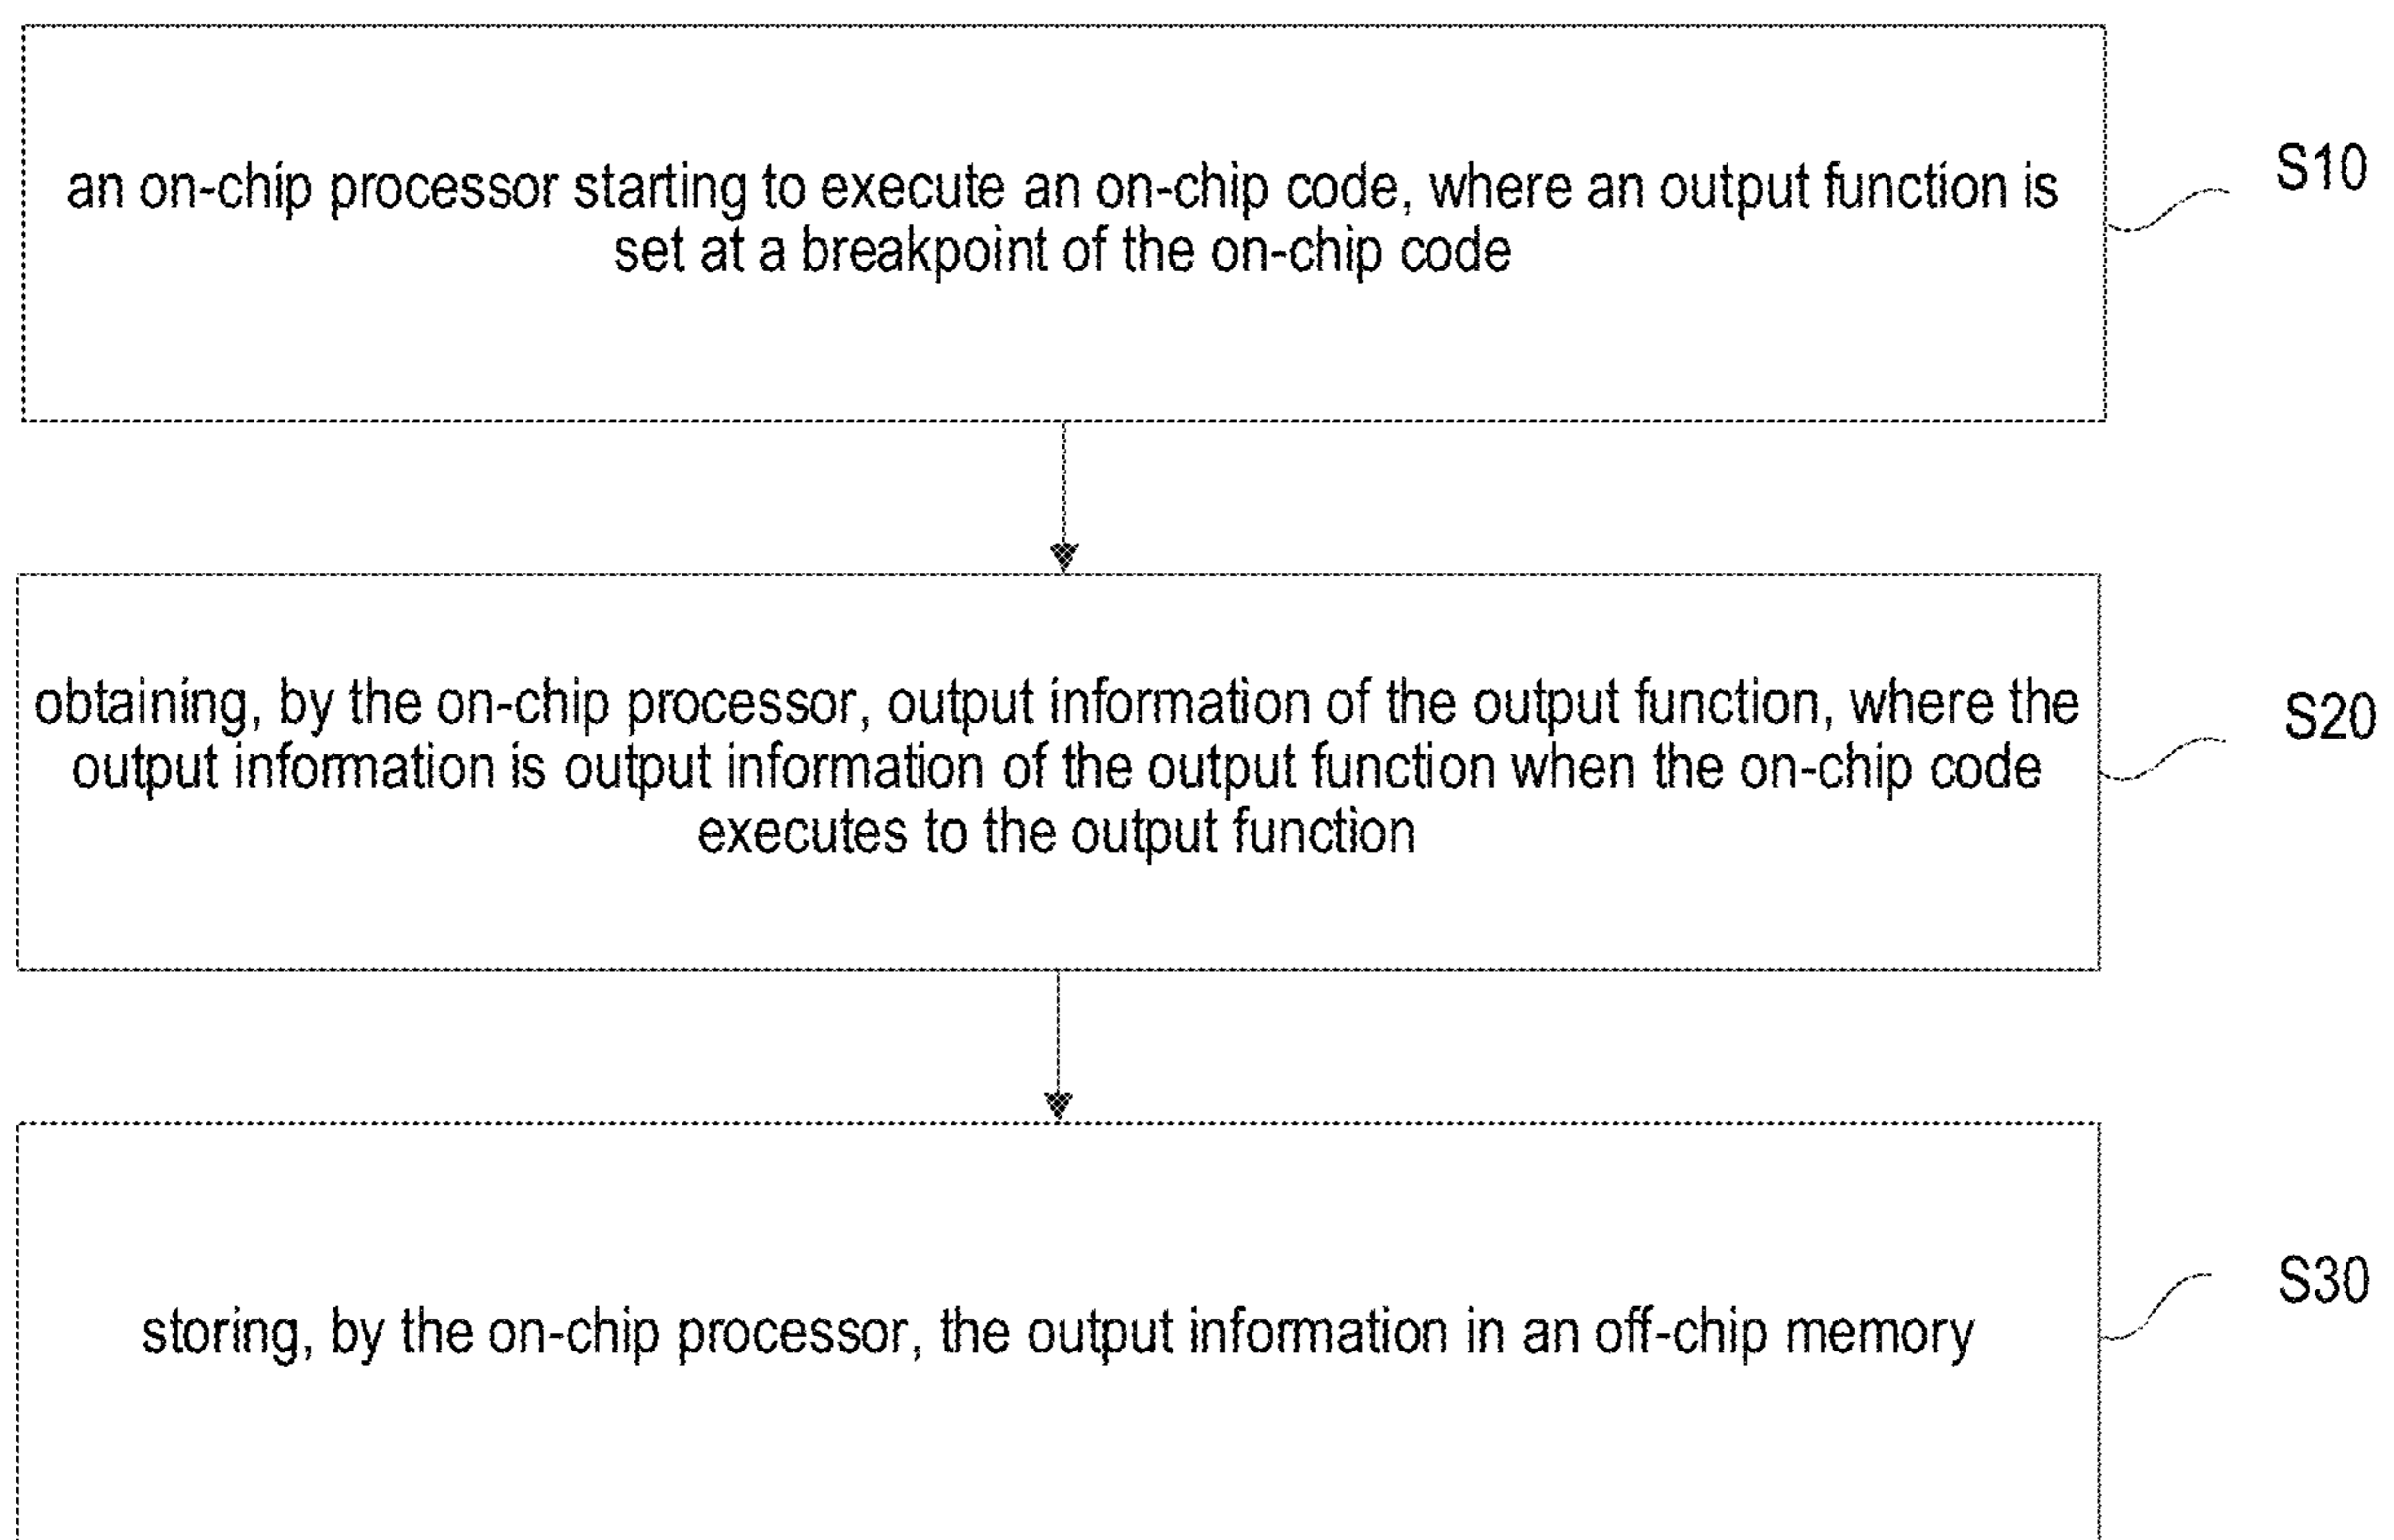 an on-chip processor starting to execute an on-chip code, where an output function is
set at a breakpoint of the on-chip code
S10
obtaining, by the on-chip processor, output information of the output function, where the
output information is output information of the output function when the on-chip code
executes to the output function
S20
storing, by the on-chip processor, the output information in an off-chip memory
S30